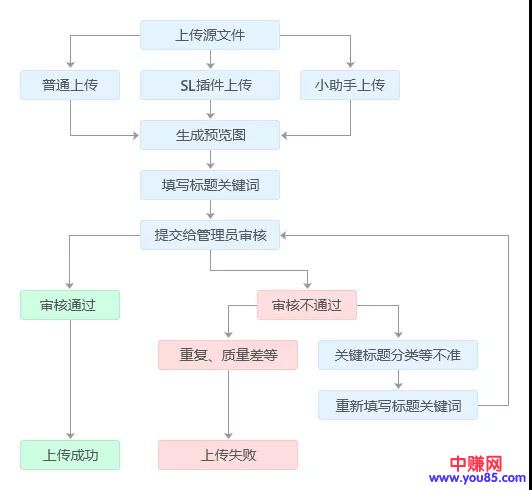 上传源文件
普通上传
SL插件上传
小助手上传
生成预览图
填写标题关键词
提交给管理员审核
审核通过
审核不通过
重复、质量差等
关键标题分类等不准
重新填写标题关键词
上传成功
上传失败
中赚网
www.you85.com